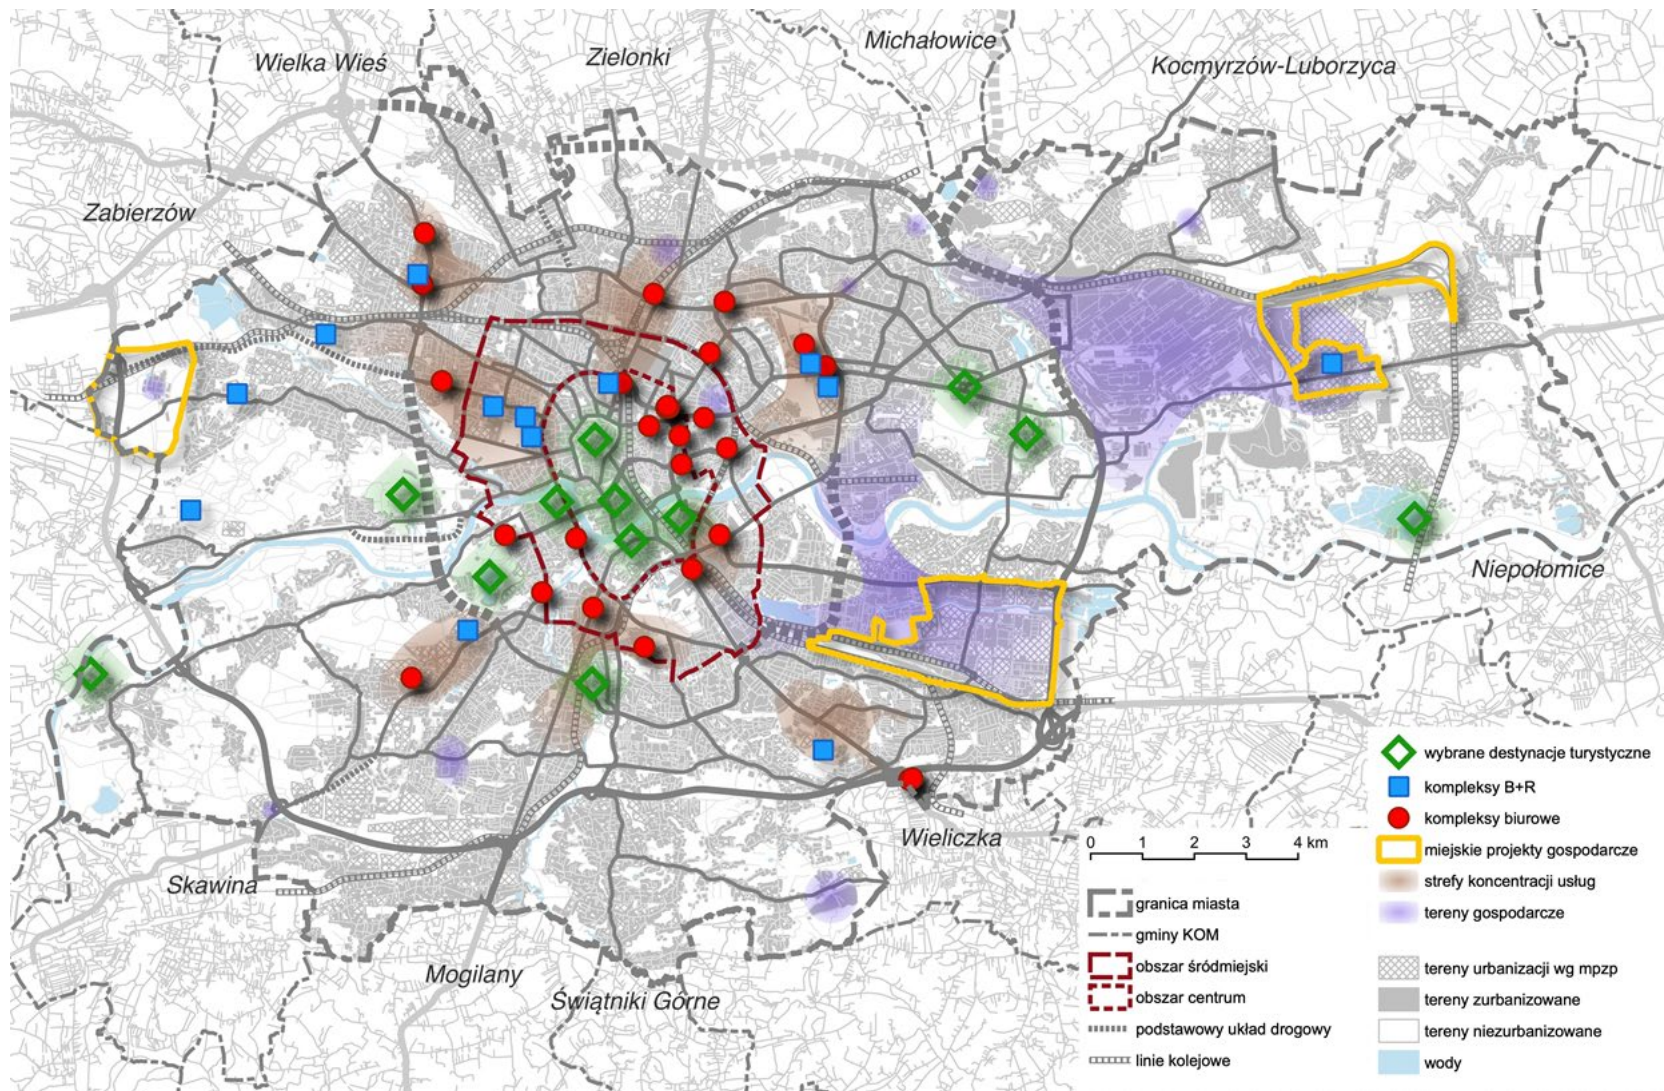 Michałowice
Zielonki
Wielka Wieś
Kocmyrzów-Luborzyca
Zabierzów
Niepołomice
Wieliczka
Skawina
Mogilany
Świątniki Górne
0 1 2 3 4 km
granica miasta
gminy KOM
obszar śródmiejski
obszar centrum
podstawowy układ drogowy
linie kolejowe
wybrane destynacje turystyczne
kompleksy B+R
kompleksy biurowe
miejskie projekty gospodarcze
strefy koncentracji usług
tereny gospodarcze
tereny urbanizacji wg mpzp
tereny zurbanizowane
tereny niezurbanizowane
wody